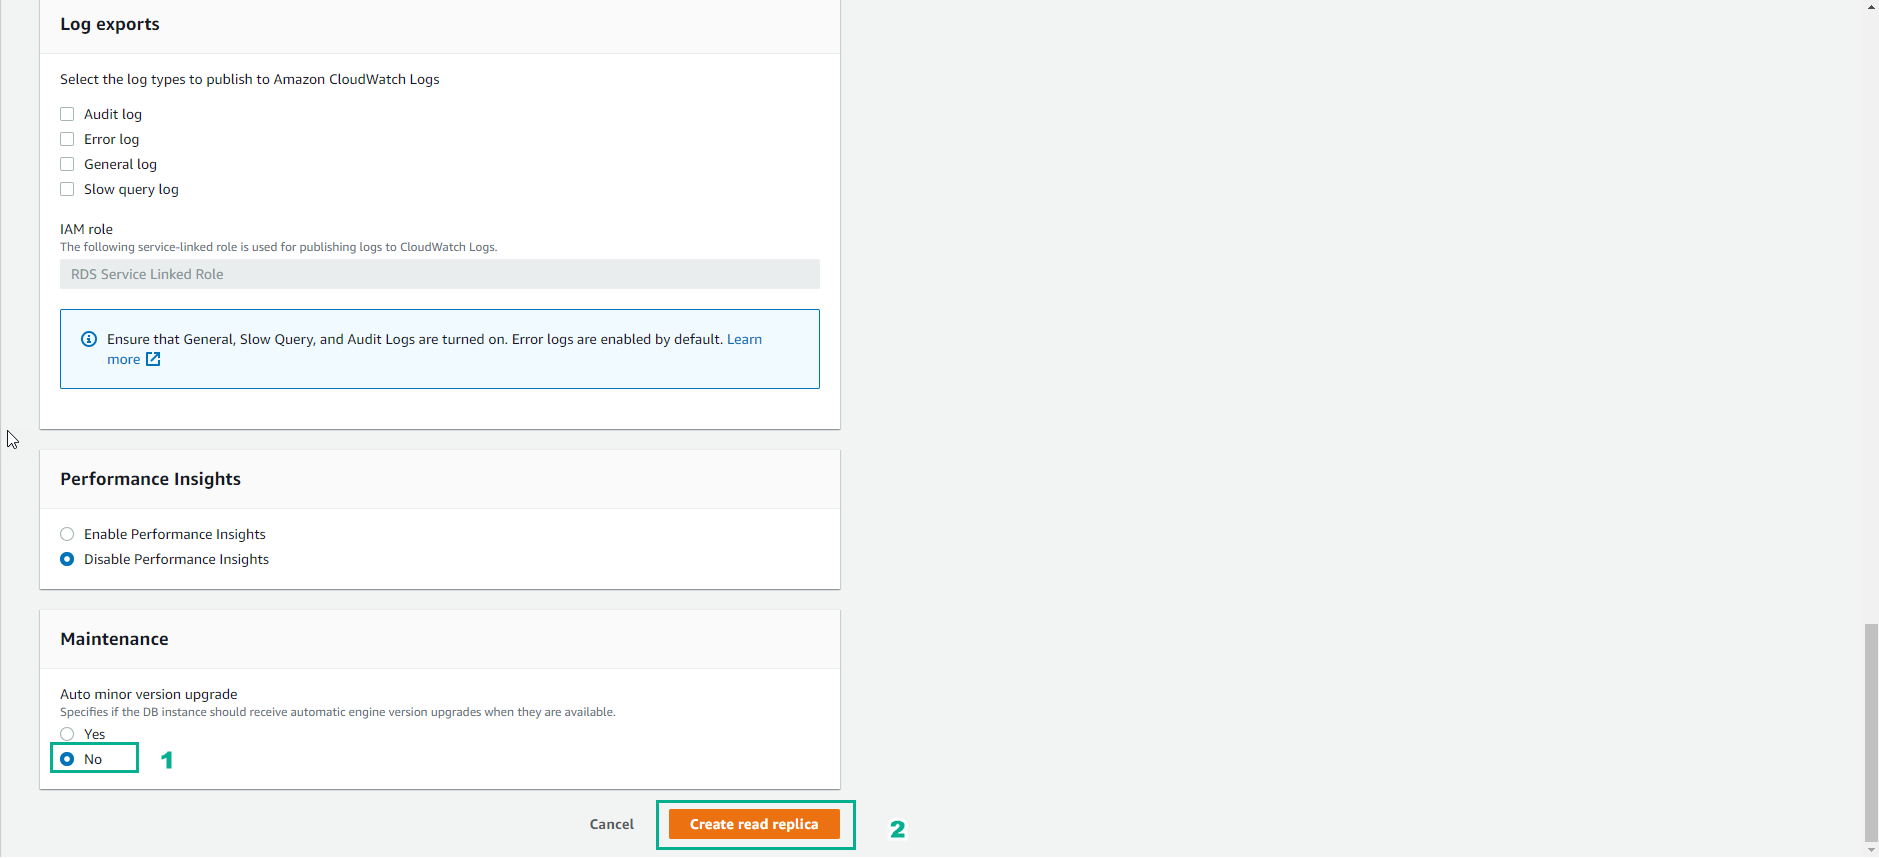 Log exports
Select the log types to publish to Amazon CloudWatch Logs
Audit log
Error log
General log
Slow query log
IAM role
The following service-linked role is used for publishing logs to CloudWatch Logs.
RDS Service Linked Role
Ensure that General, Slow Query, and Audit Logs are turned on. Error logs are enabled by default. Learn
more
Performance Insights
Enable Performance Insights
Disable Performance Insights
Maintenance
Auto minor version upgrade
Specifies if the DB instance should receive automatic engine version upgrades when they are available.
Yes
No 1
Cancel Create read replica 2